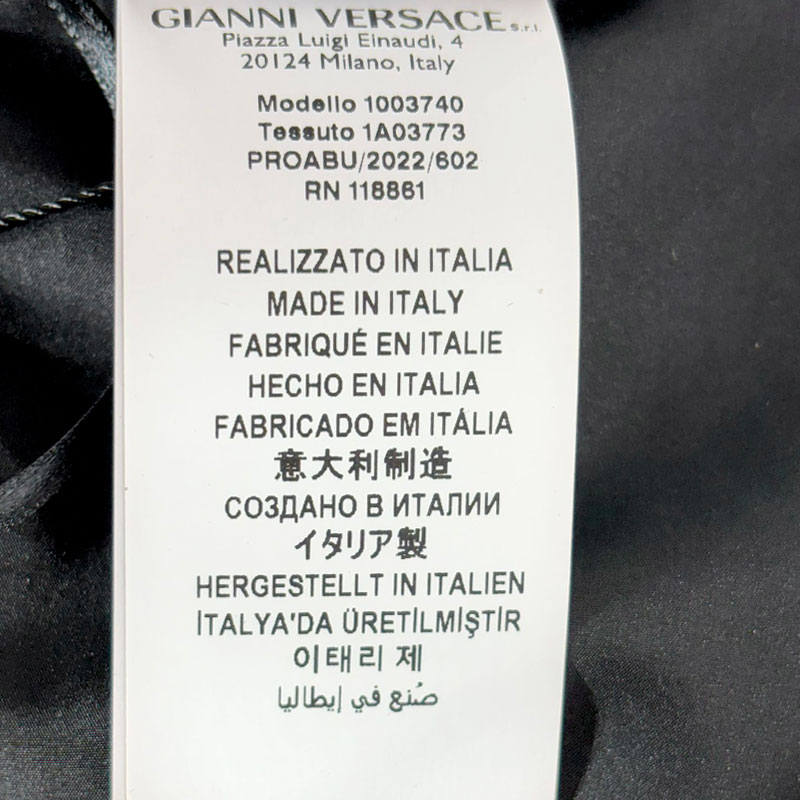 GIANNI VERSACE s.r.l.
Piazza Luigi Einaudi, 4
20124 Milano, Italy
Modello 1003740
Tessuto 1A03773
PROABU/2022/602
RN 118861
REALIZZATO IN ITALIA
MADE IN ITALY
FABRIQUÉ EN ITALIE
HECHO EN ITALIA
FABRICADO EM ITÁLIA
意大利制造
СОЗДАНО В ИТАЛИИ
イタリア製
HERGESTELLT IN ITALIEN
İTALYA'DA ÜRETİLMİŞTİR
이태리 제
صُنع في إيطاليا